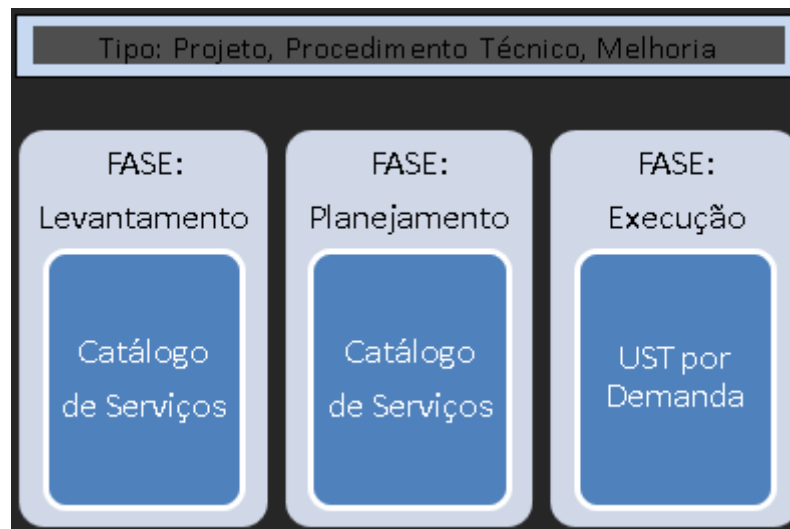 Tipo: Projeto, Procedimento Técnico, Melhoria
FASE:
Levantamento
Catálogo
de Serviços
FASE:
Planejamento
Catálogo
de Serviços
FASE:
Execução
UST por
Demanda